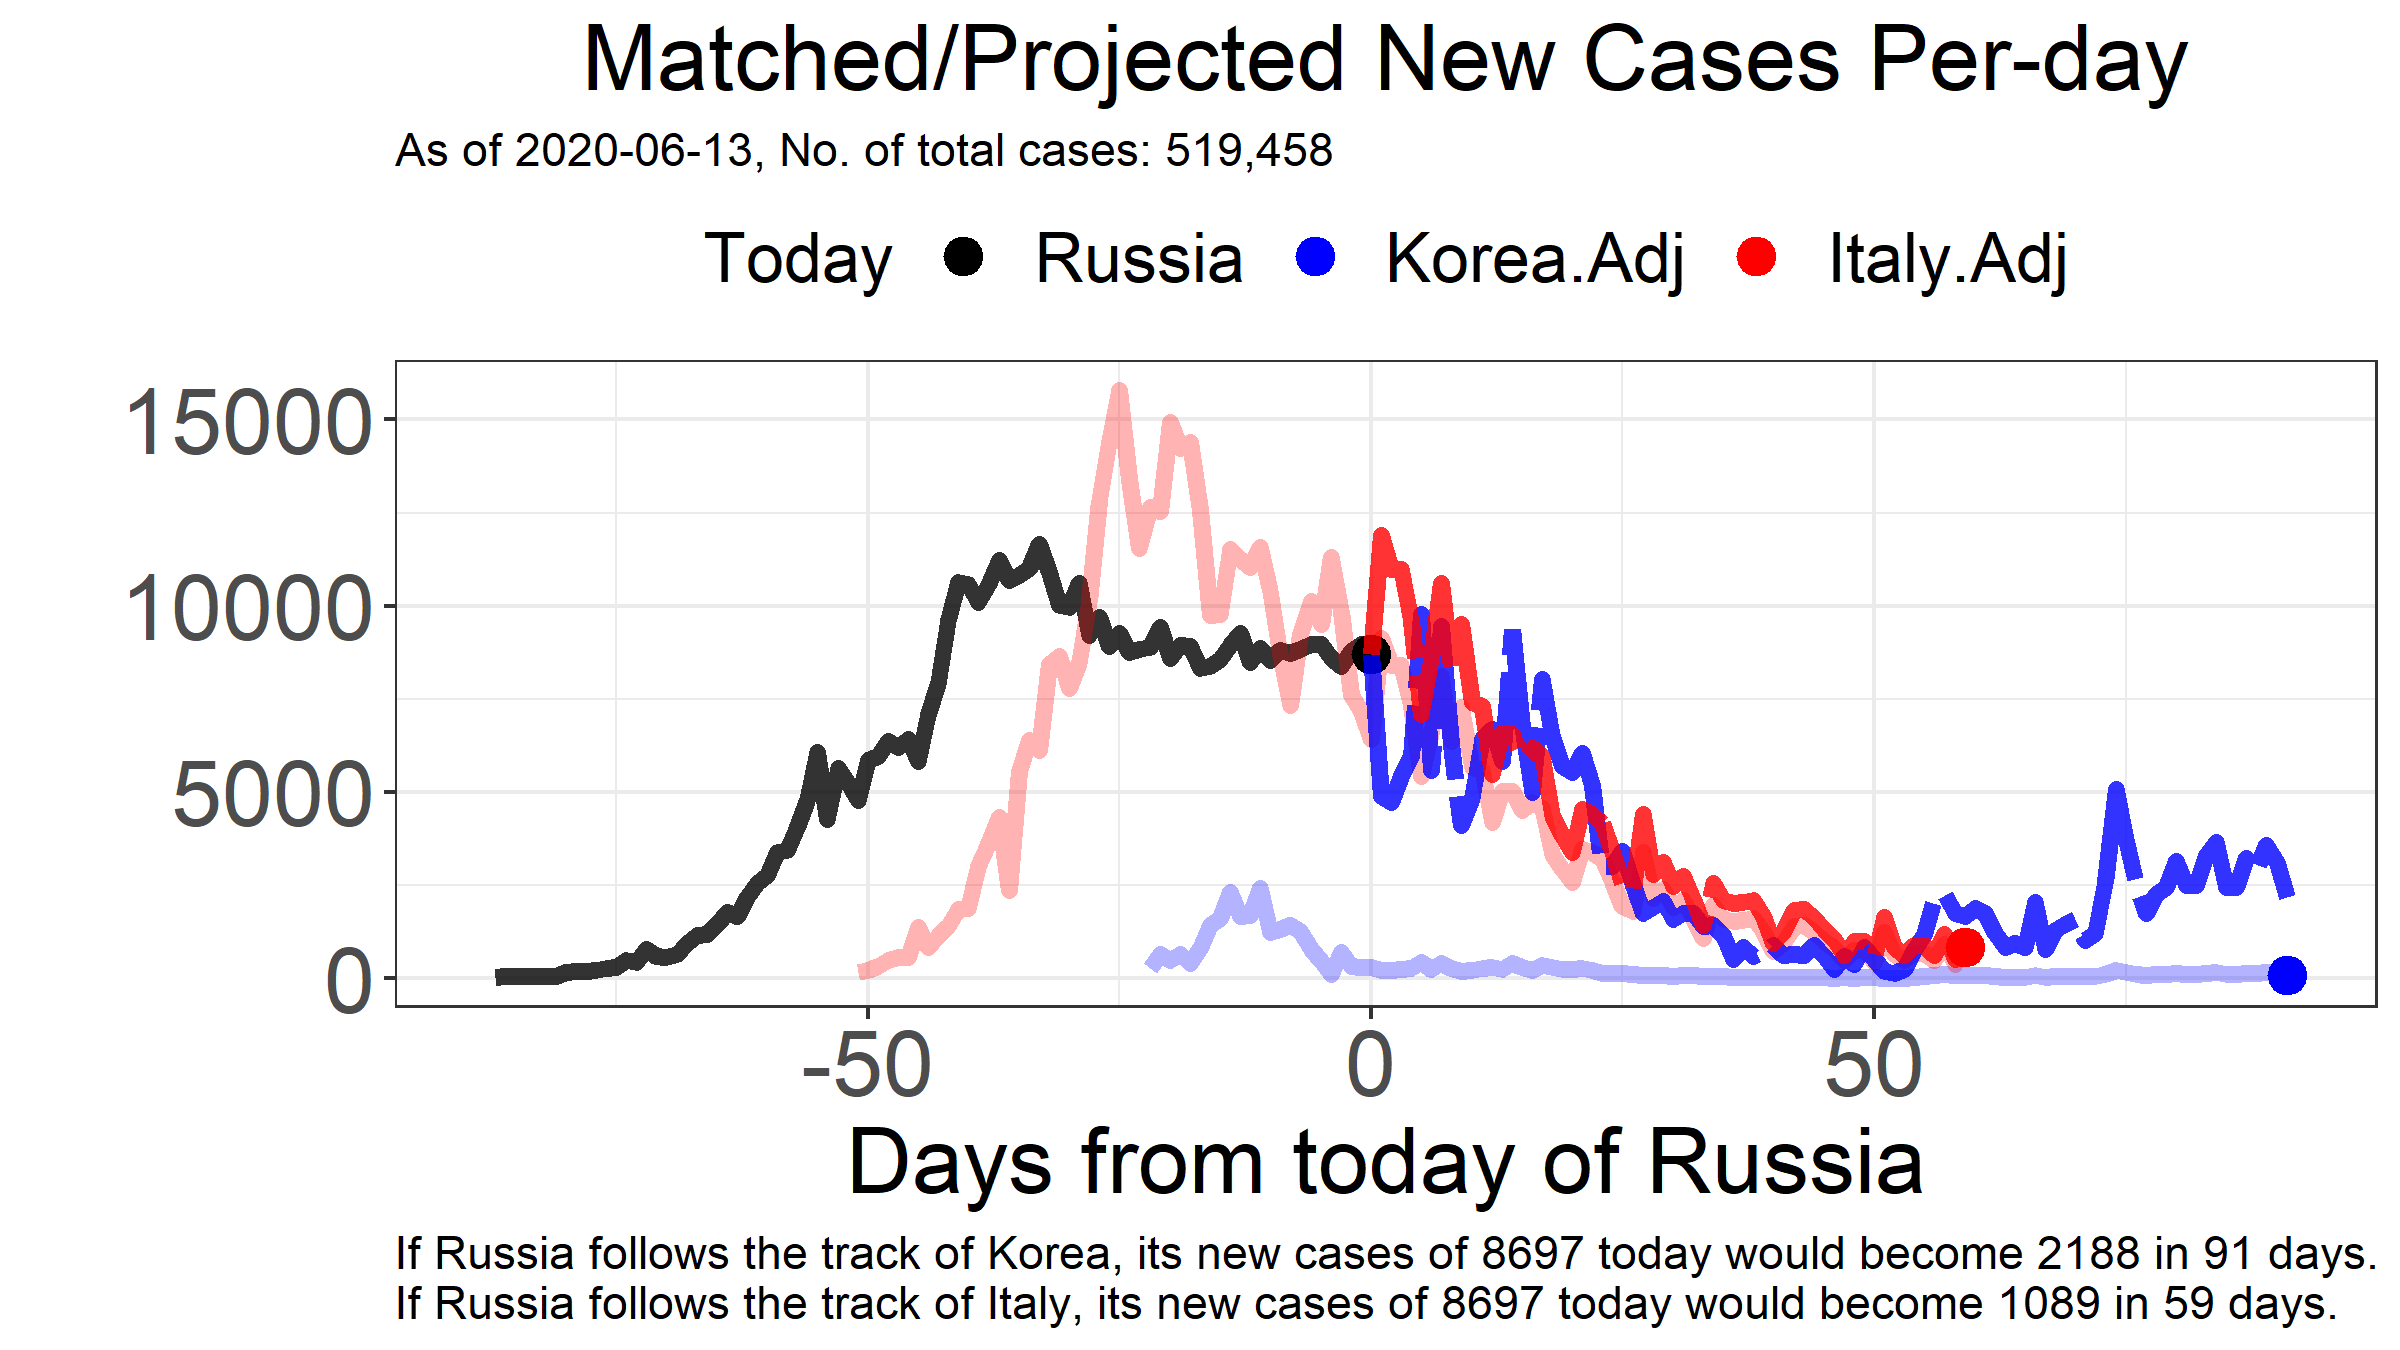 Matched/Projected New Cases Per-day
As of 2020-06-13, No. of total cases: 519,458
Today Russia Korea.Adj Italy.Adj
15000
10000
5000
0
-50 0 50
Days from today of Russia
If Russia follows the track of Korea, its new cases of 8697 today would become 2188 in 91 days.
If Russia follows the track of Italy, its new cases of 8697 today would become 1089 in 59 days.